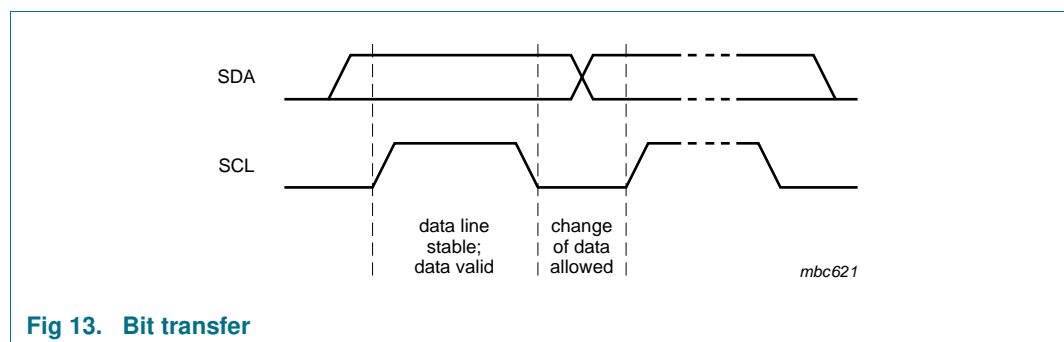 SDA
SCL
data line
stable;
data valid
change
of data
allowed
mbc621
Fig 13. Bit transfer